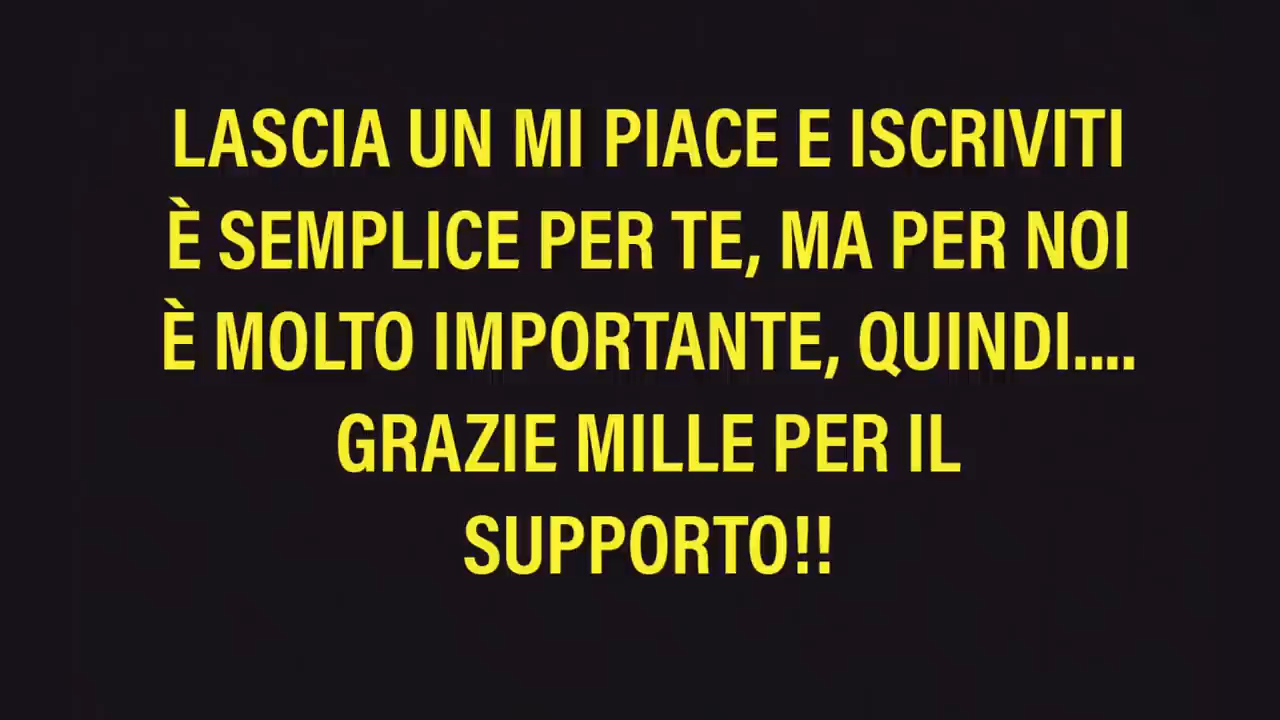 LASCIA UN MI PIACE E ISCRIVITI
È SEMPLICE PER TE, MA PER NOI
È MOLTO IMPORTANTE, QUINDI....
GRAZIE MILLE PER IL
SUPPORTO!!